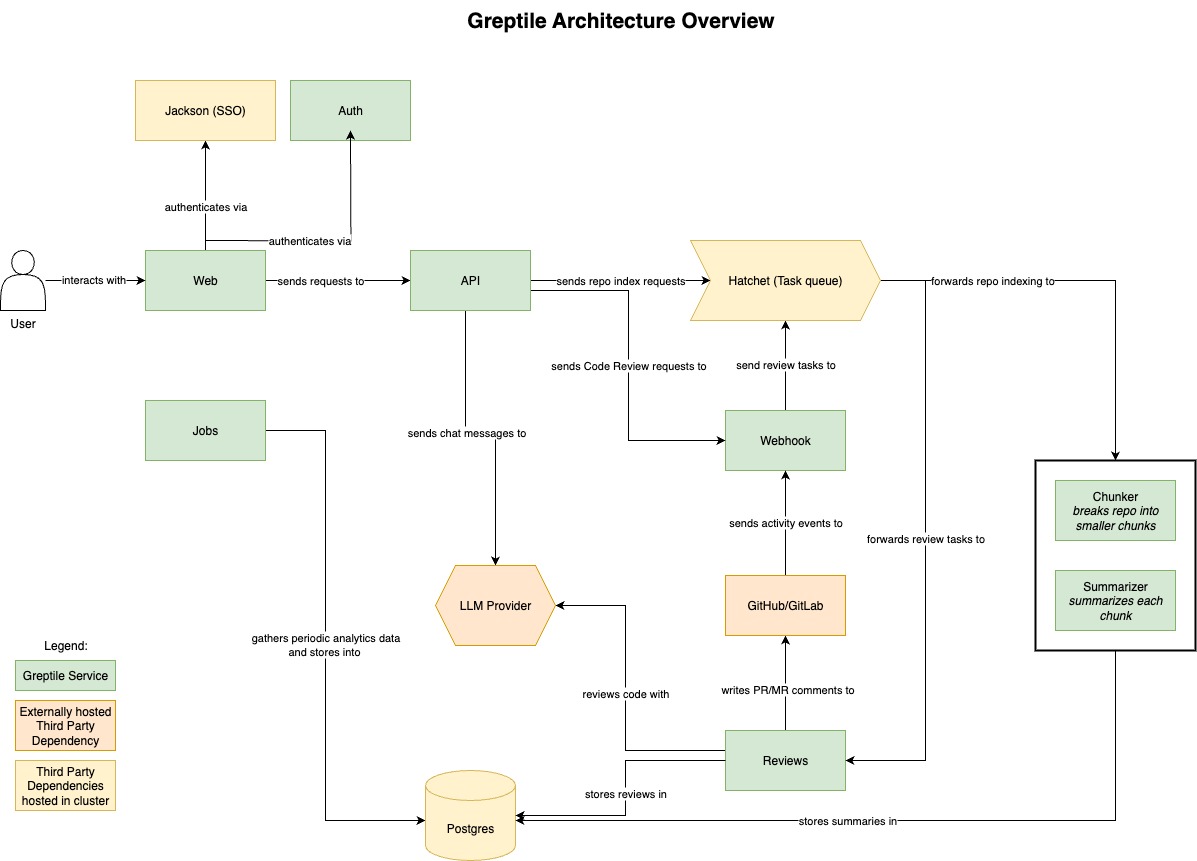 Greptile Architecture Overview
Jackson (SSO)
Auth
authenticates via
authenticates via
User
interacts with
Web
sends requests to
API
sends repo index requests
Hatchet (Task queue)
forwards repo indexing to
sends Code Review requests to
send review tasks to
Jobs
sends chat messages to
Webhook
sends activity events to
forwards review tasks to
Chunker
breaks repo into
smaller chunks
Summarizer
summarizes each
chunk
LLM Provider
GitHub/GitLab
gathers periodic analytics data
and stores into
reviews code with
writes PR/MR comments to
Reviews
stores reviews in
Postgres
stores summaries in
Legend:
Greptile Service
Externally hosted
Third Party
Dependency
Third Party
Dependencies
hosted in cluster